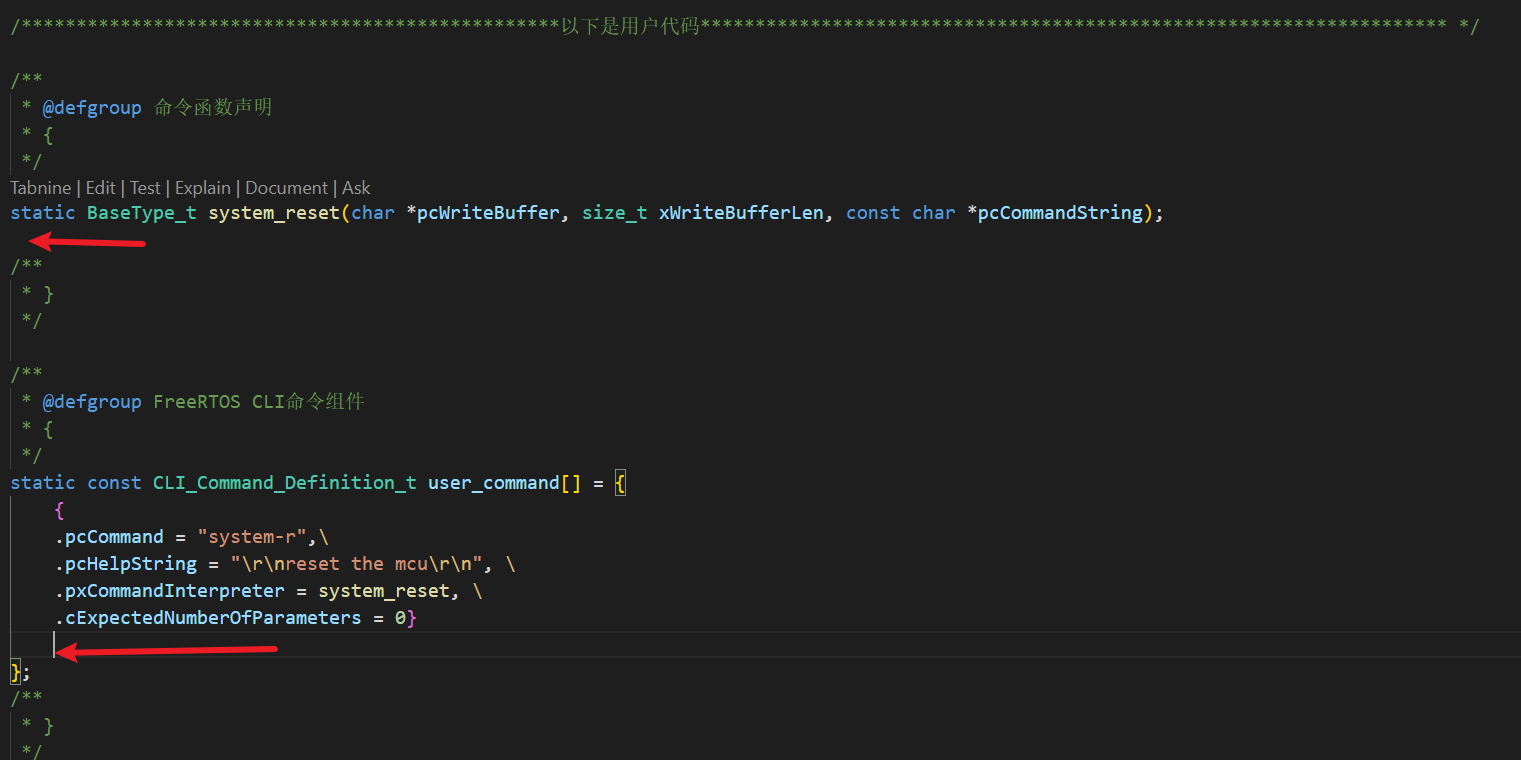 /*************************************************以下是用户代码******************************************************************** */
/**
* @defgroup 命令函数声明
* {
*/
Tabnine | Edit | Test | Explain | Document | Ask
static BaseType_t system_reset(char *pcWriteBuffer, size_t xWriteBufferLen, const char *pcCommandString);
/**
* }
*/
/**
* @defgroup FreeRTOS CLI命令组件
* {
*/
static const CLI_Command_Definition_t user_command[] = {
{
.pcCommand = "system-r",\
.pcHelpString = "\r\nreset the mcu\r\n", \
.pxCommandInterpreter = system_reset, \
.cExpectedNumberOfParameters = 0}
};
/**
* }
*/